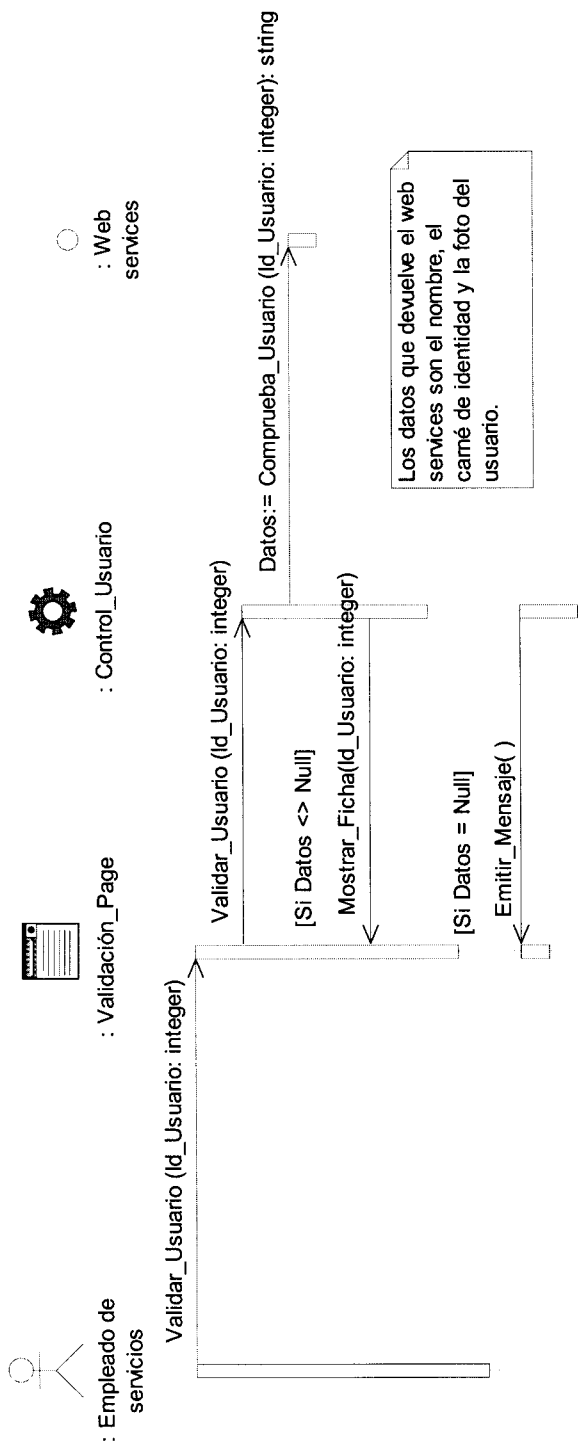 : Empleado de
servicios
: Validación_Page
: Control_Usuario
: Web
services
Validar_Usuario (Id_Usuario: integer)
Validar_Usuario (Id_Usuario: integer)
Datos:= Comprueba_Usuario (Id_Usuario: integer): string
[Si Datos <> Null]
Mostrar_Ficha(Id_Usuario: integer)
[Si Datos = Null]
Emitir_Mensaje( )
Los datos que devuelve el web
services son el nombre, el
carné de identidad y la foto del
usuario.